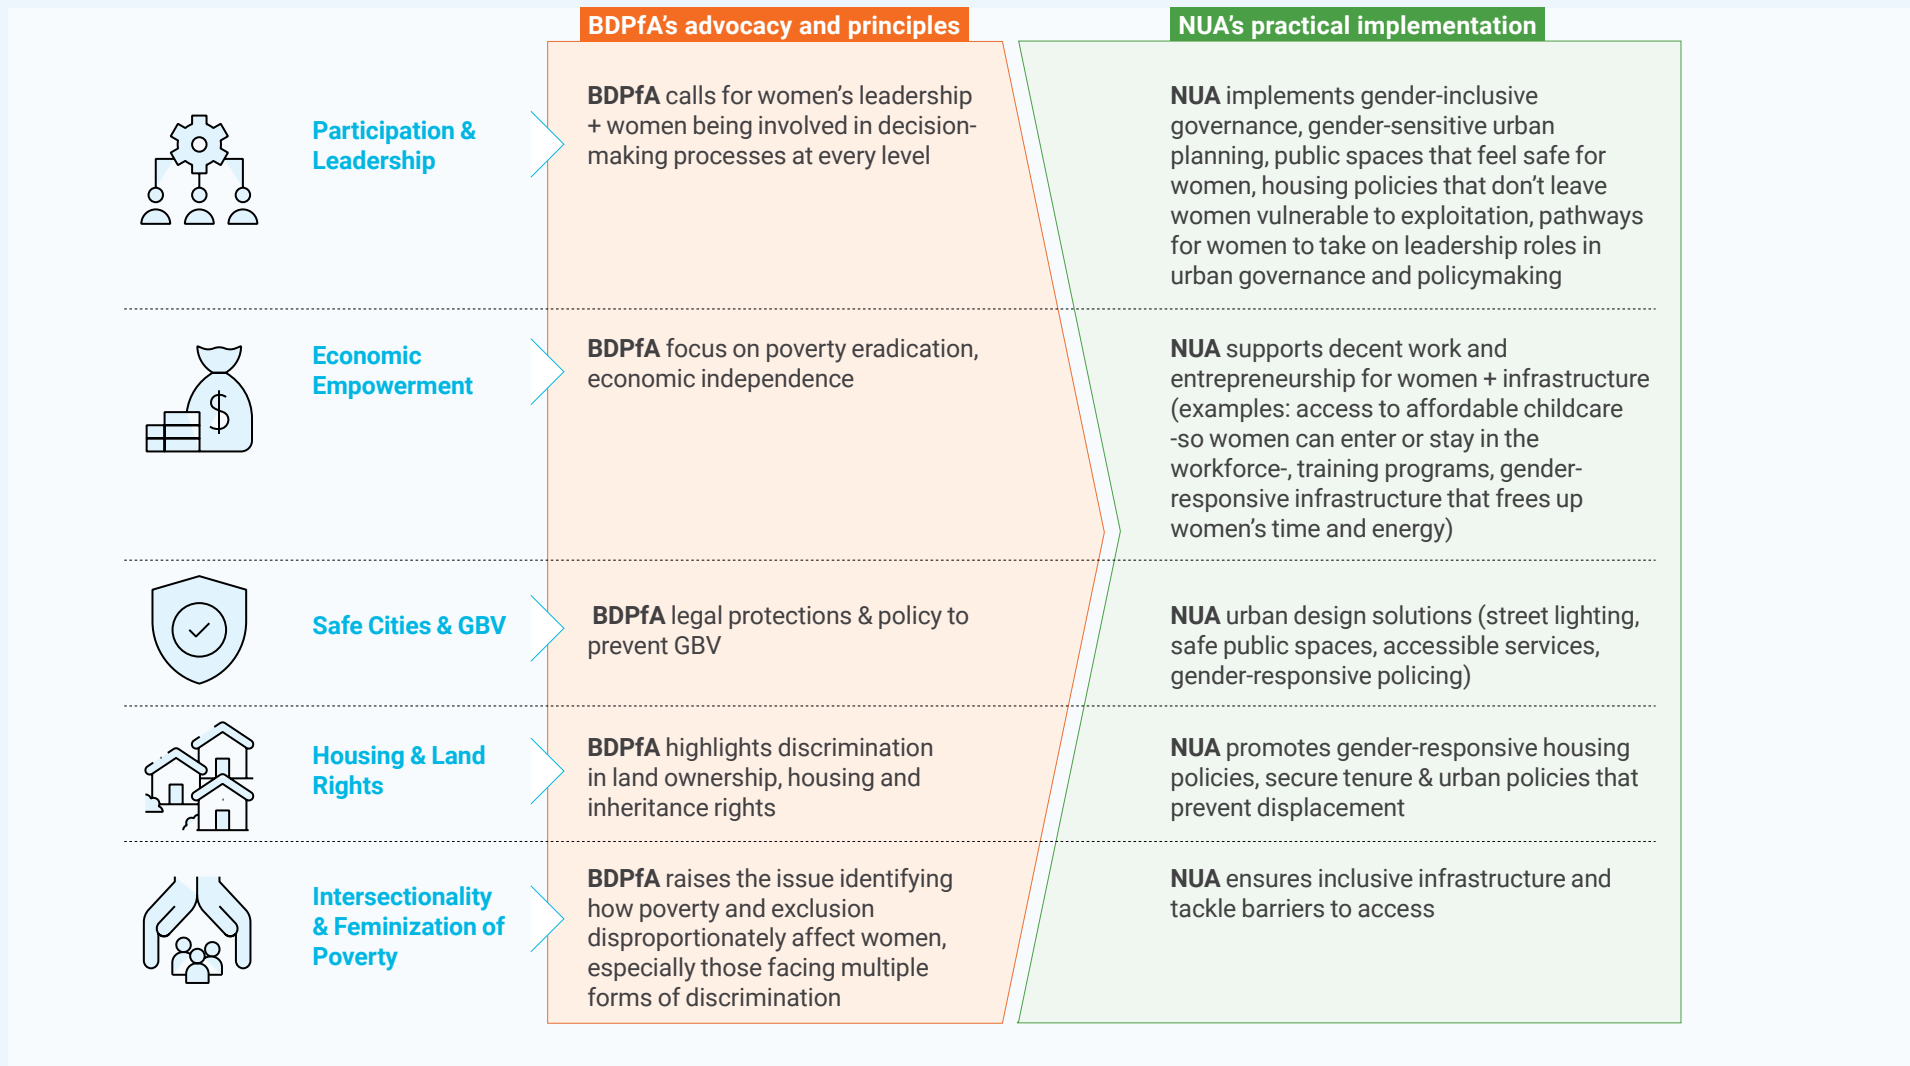 BDPfA's advocacy and principles
NUA's practical implementation
Participation &
Leadership
BDPfA calls for women's leadership
+ women being involved in decision-
making processes at every level
NUA implements gender-inclusive
governance, gender-sensitive urban
planning, public spaces that feel safe for
women, housing policies that don't leave
women vulnerable to exploitation, pathways
for women to take on leadership roles in
urban governance and policymaking
Economic
Empowerment
$
BDPfA focus on poverty eradication,
economic independence
NUA supports decent work and
entrepreneurship for women + infrastructure
(examples: access to affordable childcare
-so women can enter or stay in the
workforce-, training programs, gender-
responsive infrastructure that frees up
women's time and energy)
Safe Cities & GBV
BDPfA legal protections & policy to
prevent GBV
NUA urban design solutions (street lighting,
safe public spaces, accessible services,
gender-responsive policing)
Housing & Land
Rights
BDPfA highlights discrimination
in land ownership, housing and
inheritance rights
NUA promotes gender-responsive housing
policies, secure tenure & urban policies that
prevent displacement
Intersectionality
& Feminization of
Poverty
BDPfA raises the issue identifying
how poverty and exclusion
disproportionately affect women,
especially those facing multiple
forms of discrimination
NUA ensures inclusive infrastructure and
tackle barriers to access